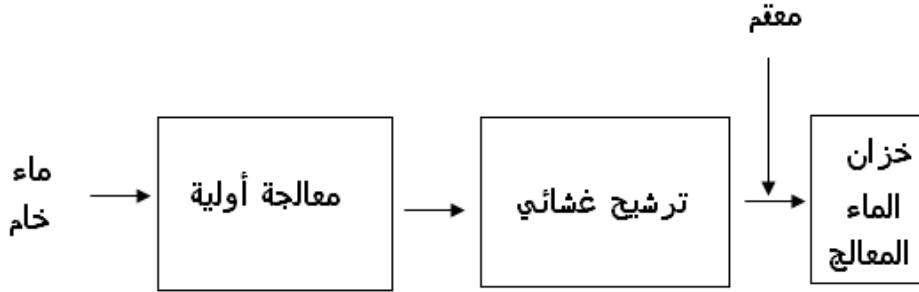 معقم
ماء
خام
معالجة أولية
ترشيح غشائي
خزان
الماء
المعالج